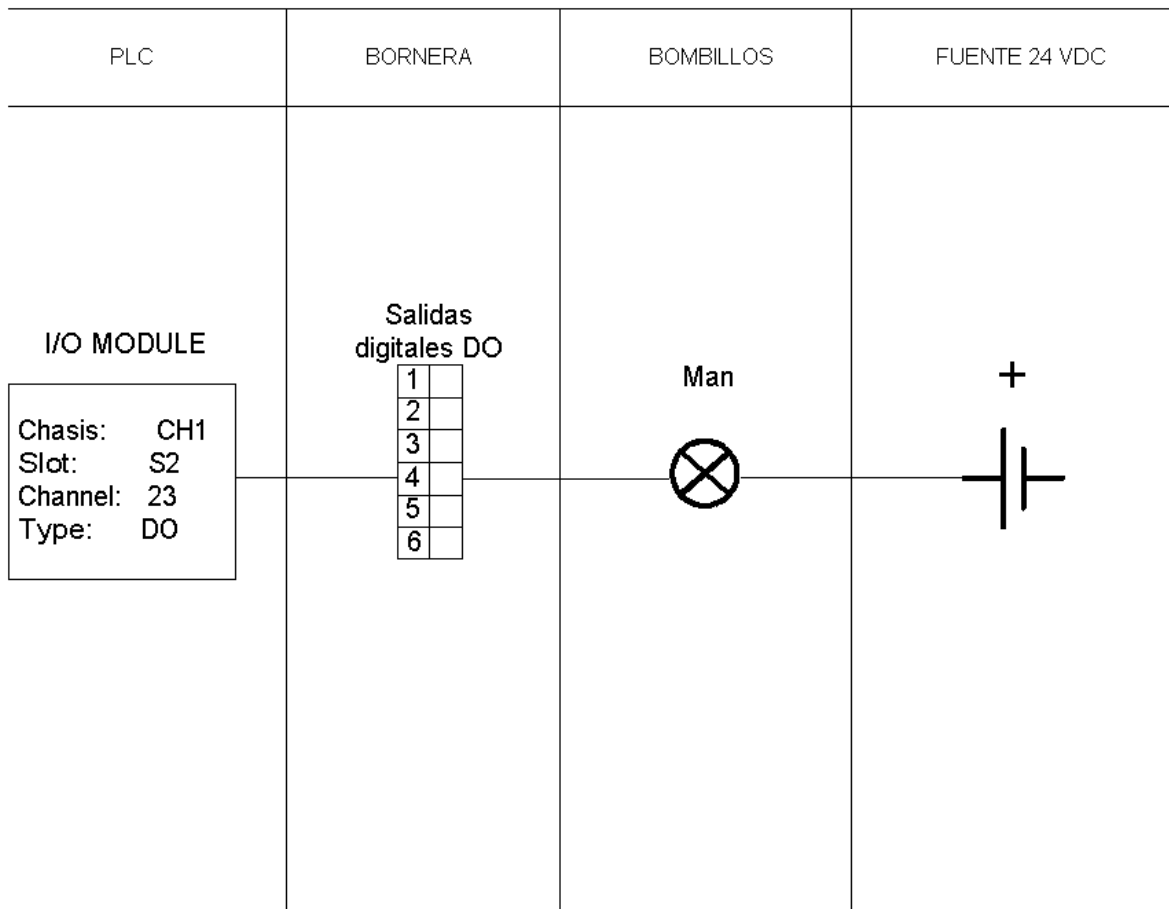 PLC
BORNERA
BOMBILLOS
FUENTE 24 VDC
I/O MODULE
Chasis: CH1
Slot: S2
Channel: 23
Type: DO
Salidas
digitales DO
1
2
3
4
5
6
Man
+